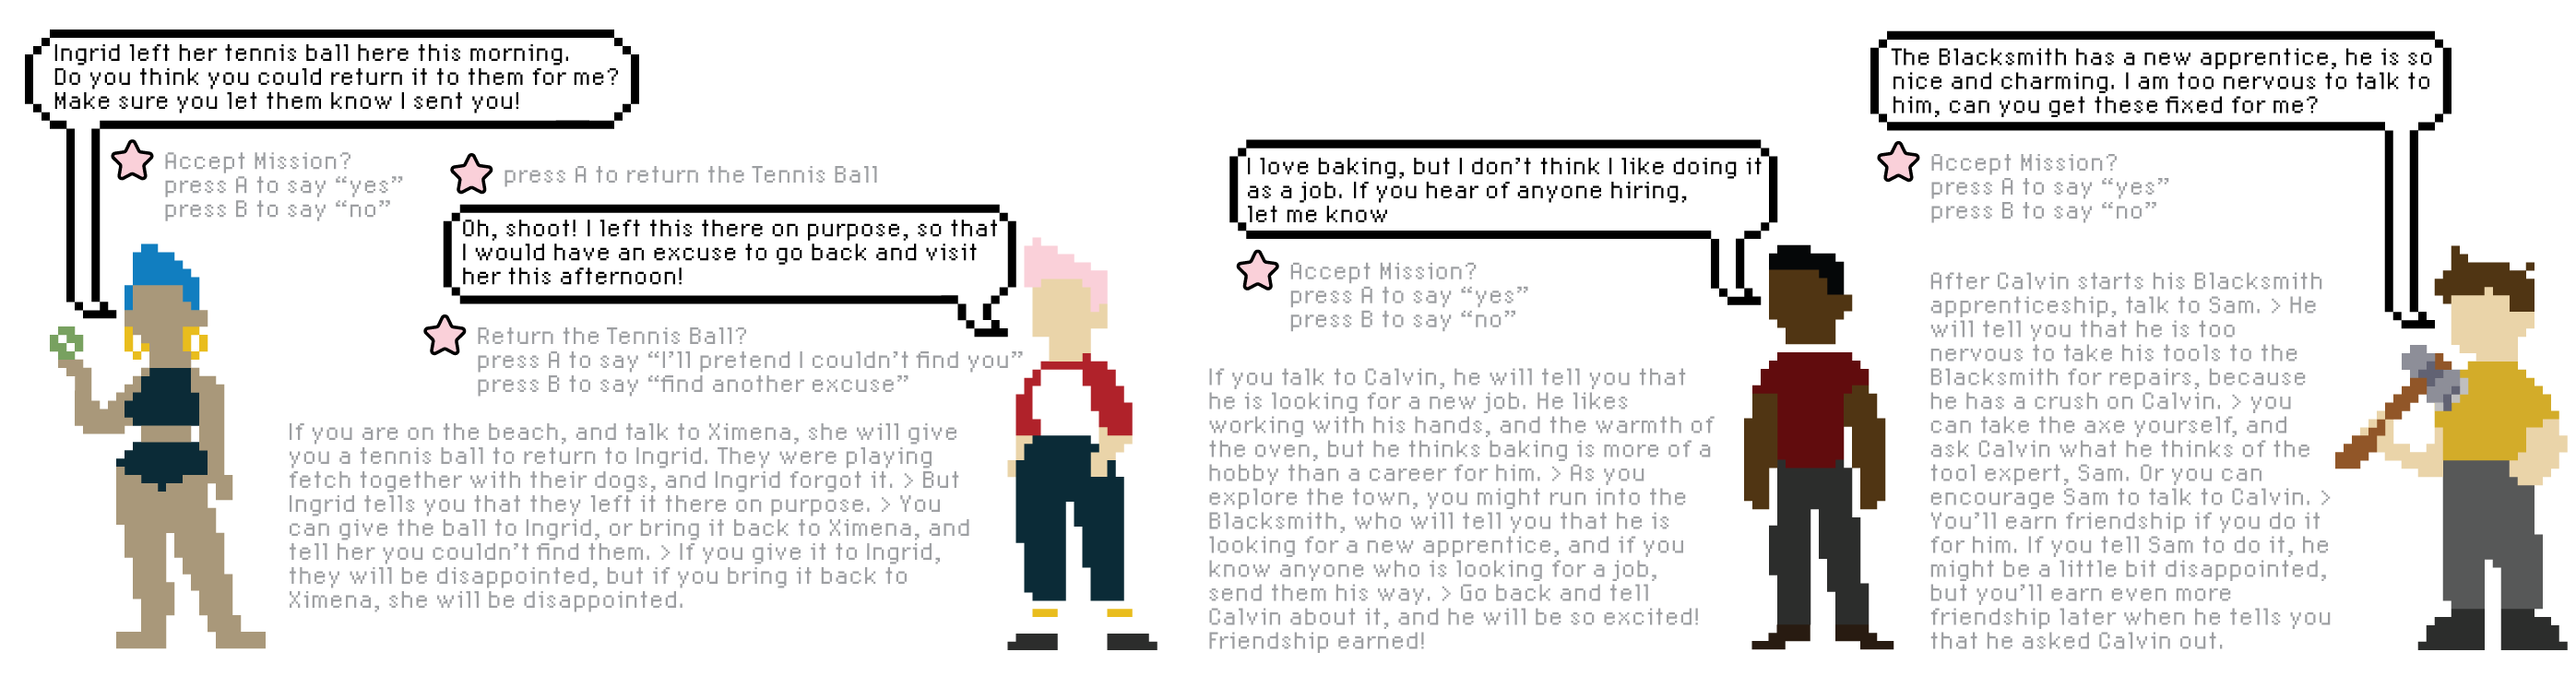 Ingrid left her tennis ball here this morning.
Do you think you could return it to them for me?
Make sure you let them know I sent you!
Accept Mission?
press A to say “yes”
press B to say “no”
press A to return the Tennis Ball
Oh, shoot! I left this there on purpose, so that
I would have an excuse to go back and visit
her this afternoon!
Return the Tennis Ball?
press A to say “I’ll pretend I couldn’t find you”
press B to say “find another excuse”
If you are on the beach, and talk to Ximena, she will give
you a tennis ball to return to Ingrid. They were playing
fetch together with their dogs, and Ingrid forgot it. > But
Ingrid tells you that they left it there on purpose. > You
can give the ball to Ingrid, or bring it back to Ximena, and
tell her you couldn’t find them. > If you give it to Ingrid,
they will be disappointed, but if you bring it back to
Ximena, she will be disappointed.
I love baking, but I don’t think I like doing it
as a job. If you hear of anyone hiring,
let me know
Accept Mission?
press A to say “yes”
press B to say “no”
If you talk to Calvin, he will tell you that
he is looking for a new job. He likes
working with his hands, and the warmth of
the oven, but he thinks baking is more of a
hobby than a career for him. > As you
explore the town, you might run into the
Blacksmith, who will tell you that he is
looking for a new apprentice, and if you
know anyone who is looking for a job,
send them his way. > Go back and tell
Calvin about it, and he will be so excited!
Friendship earned!
The Blacksmith has a new apprentice, he is so
nice and charming. I am too nervous to talk to
him, can you get these fixed for me?
Accept Mission?
press A to say “yes”
press B to say “no”
After Calvin starts his Blacksmith
apprenticeship, talk to Sam. > He
will tell you that he is too
nervous to take his tools to the
Blacksmith for repairs, because
he has a crush on Calvin. > you
can take the axe yourself, and
ask Calvin what he thinks of the
tool expert, Sam. Or you can
encourage Sam to talk to Calvin. >
You’ll earn friendship if you do it
for him. If you tell Sam to do it, he
might be a little bit disappointed,
but you’ll earn even more
friendship later when he tells you
that he asked Calvin out.